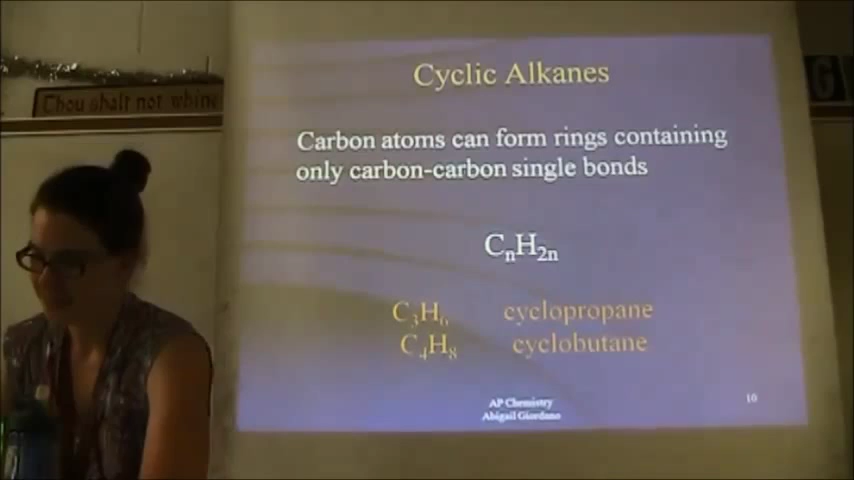 Thou shalt not whine
G
Cyclic Alkanes
Carbon atoms can form rings containing
only carbon-carbon single bonds
CₙH₂ₙ
C₃H₆ cyclopropane
C₄H₈ cyclobutane
AP Chemistry
Abigail Giordano
10